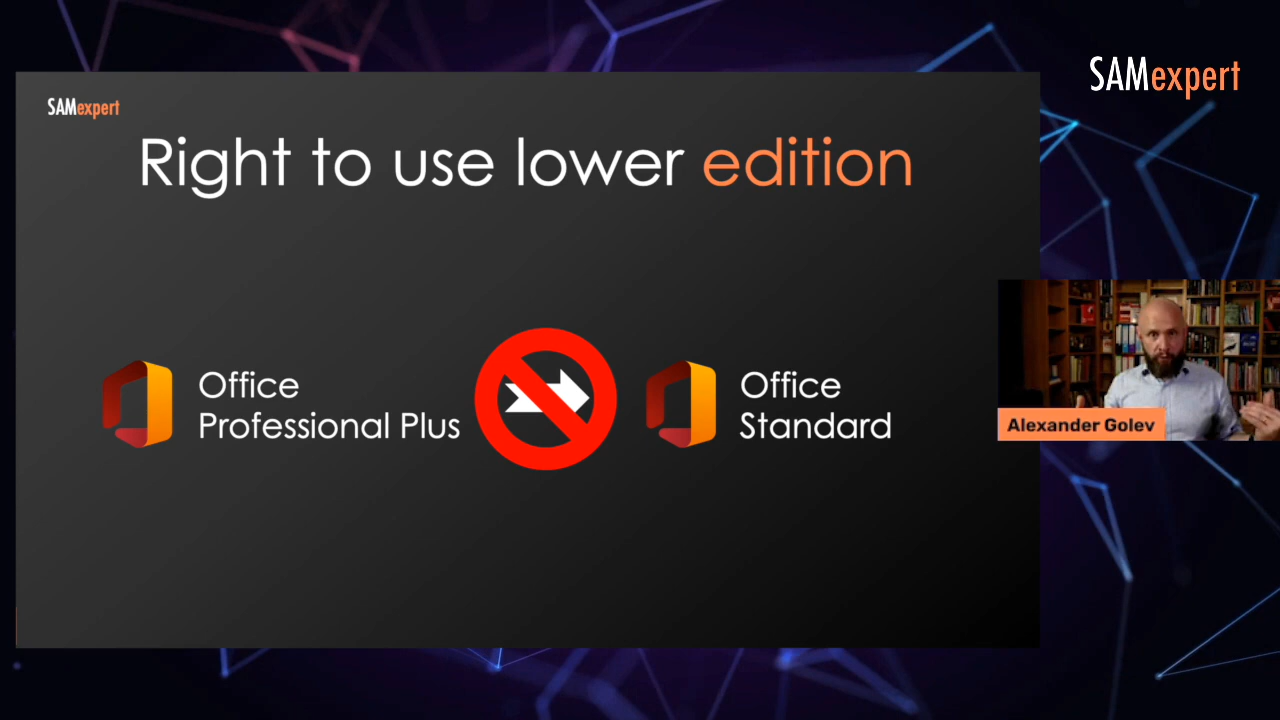 SAMexpert
SAMexpert
Right to use lower edition
Office
Professional Plus
Office
Standard
Alexander Golev